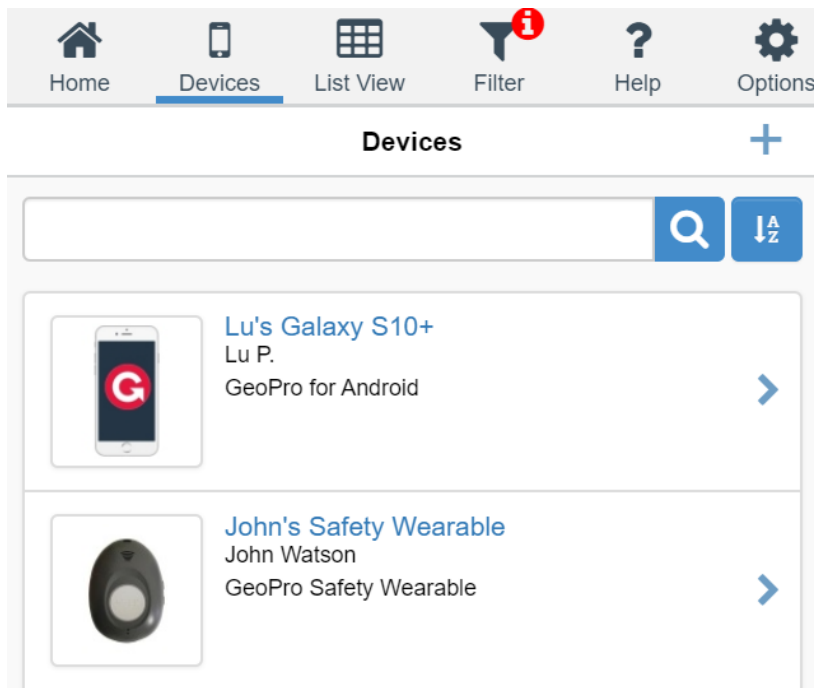 Home Devices List View Filter Help Options
Devices
Lu's Galaxy S10+
Lu P.
GeoPro for Android
John's Safety Wearable
John Watson
GeoPro Safety Wearable